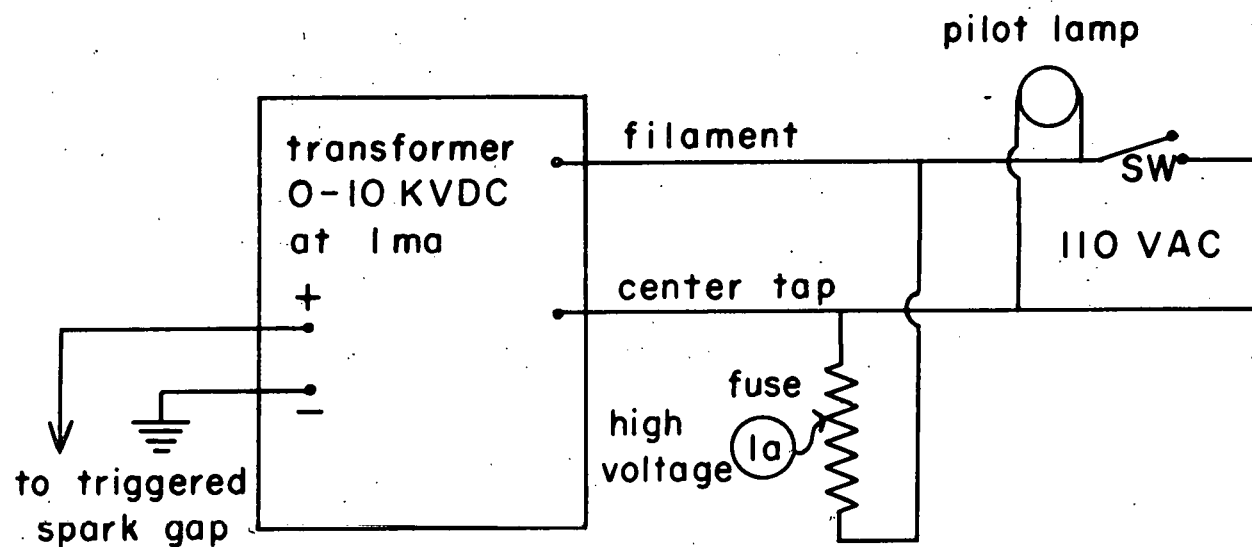 pilot lamp
transformer
0-10 KVDC
at 1 ma
+
-
filament
SW
110 VAC
center tap
fuse
1a
high
voltage
to triggered
spark gap